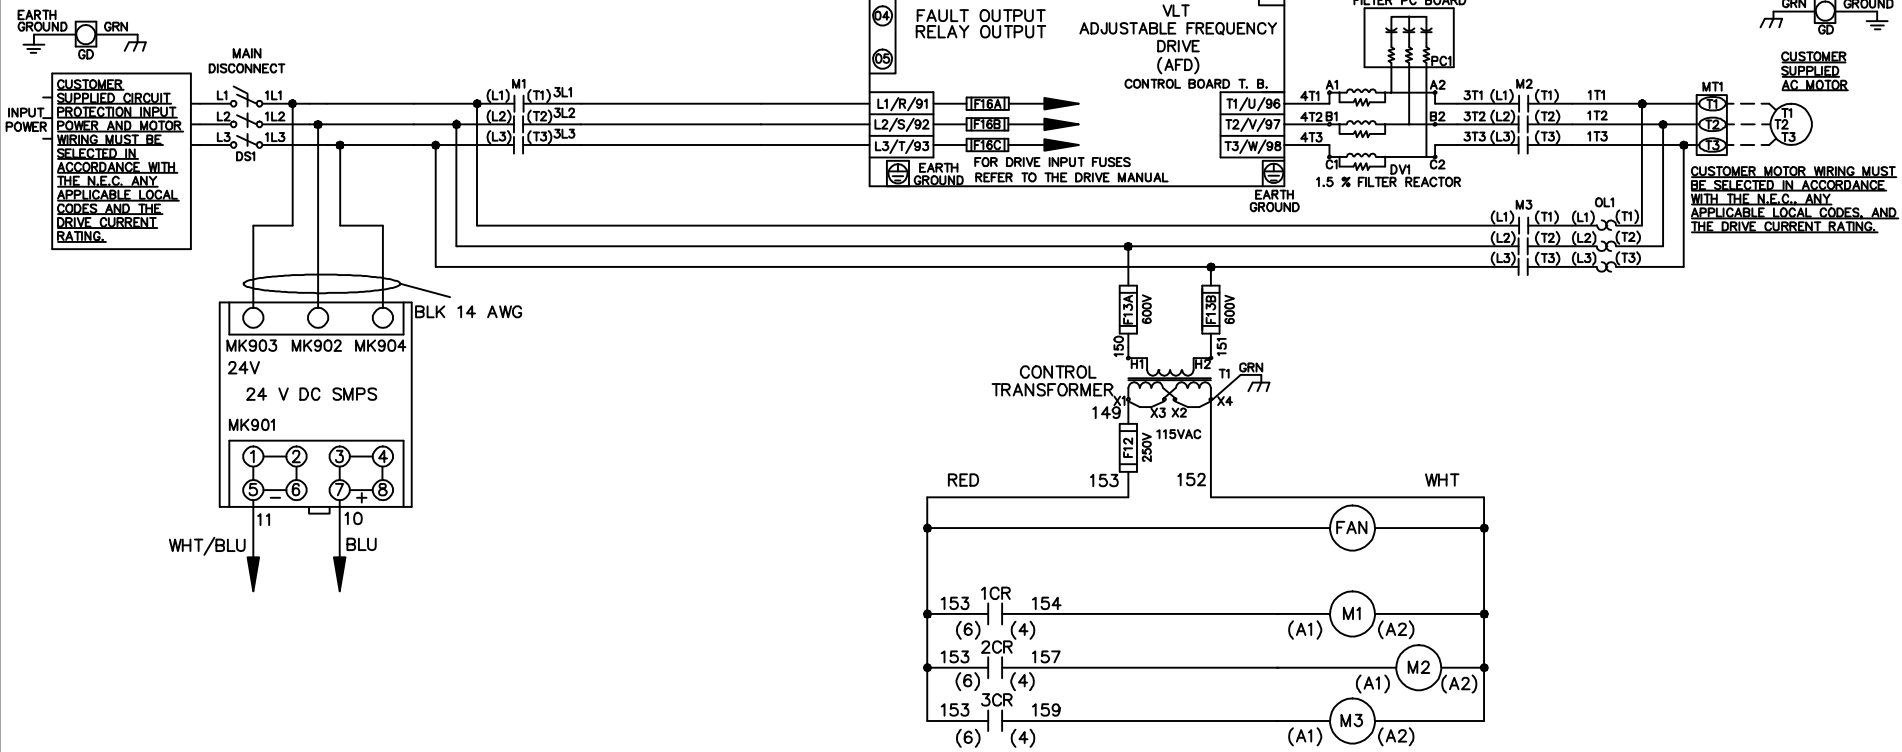 EARTH
GROUND
GRN
GD
MAIN
DISCONNECT
INPUT
POWER
CUSTOMER
SUPPLIED CIRCUIT
PROTECTION INPUT
POWER AND MOTOR
WIRING MUST BE
SELECTED IN
ACCORDANCE WITH
THE N.E.C. ANY
APPLICABLE LOCAL
CODES AND THE
DRIVE CURRENT
RATING.
L1 1L1
L2 1L2
L3 1L3
DS1
M1
(L1) (T1) 3L1
(L2) (T2) 3L2
(L3) (T3) 3L3
04
05
FAULT OUTPUT
RELAY OUTPUT
VLT
ADJUSTABLE FREQUENCY
DRIVE
(AFD)
CONTROL BOARD T. B.
L1/R/91 F16A
L2/S/92 F16B
L3/T/93 F16C
EARTH
GROUND
FOR DRIVE INPUT FUSES
REFER TO THE DRIVE MANUAL
T1/U/96
T2/V/97
T3/W/98
EARTH
GROUND
FILTER PC BOARD
PC1
4T1 A1 A2
4T2 B1 B2
4T3 C1 C2
DV1
1.5 % FILTER REACTOR
M2
3T1 (L1) (T1) 1T1
3T2 (L2) (T2) 1T2
3T3 (L3) (T3) 1T3
MT1
T1
T2
T3
T1
T2
T3
GRN
GROUND
GD
CUSTOMER
SUPPLIED
AC MOTOR
CUSTOMER MOTOR WIRING MUST
BE SELECTED IN ACCORDANCE
WITH THE N.E.C., ANY
APPLICABLE LOCAL CODES, AND
THE DRIVE CURRENT RATING.
M3 OL1
(L1) (T1) (L1) (T1)
(L2) (T2) (L2) (T2)
(L3) (T3) (L3) (T3)
BLK 14 AWG
MK903 MK902 MK904
24V
24 V DC SMPS
MK901
1 2 3 4
5 - 6 7 + 8
11 10
WHT/BLU BLU
F13A
600V
F13B
600V
150
151
H1 H2
CONTROL
TRANSFORMER
T1
GRN
X1 X3 X2 X4
149
115VAC
F12
250V
RED 153 152 WHT
FAN
153 1CR 154 M1
(6) (4) (A1) (A2)
153 2CR 157 M2
(6) (4) (A1) (A2)
153 3CR 159 M3
(6) (4) (A1) (A2)